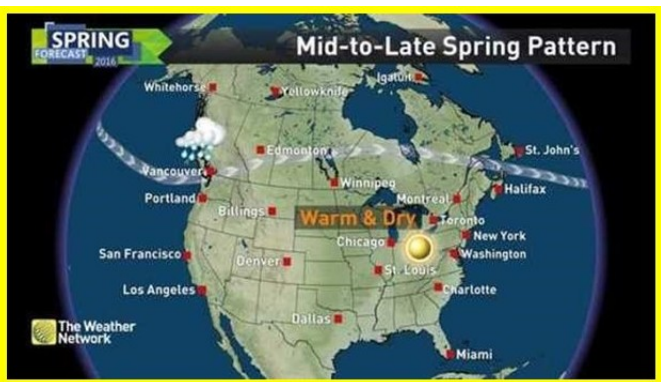 SPRING
FORECAST 2016
Mid-to-Late Spring Pattern
Whitehorse
Yellowknife
Iqaluit
Edmonton
St. John's
Vancouver
Winnipeg
Halifax
Portland
Montreal
Billings
Warm & Dry
Toronto
New York
Chicago
San Francisco
Denver
Washington
St. Louis
Los Angeles
Charlotte
Dallas
The Weather
Network
Miami